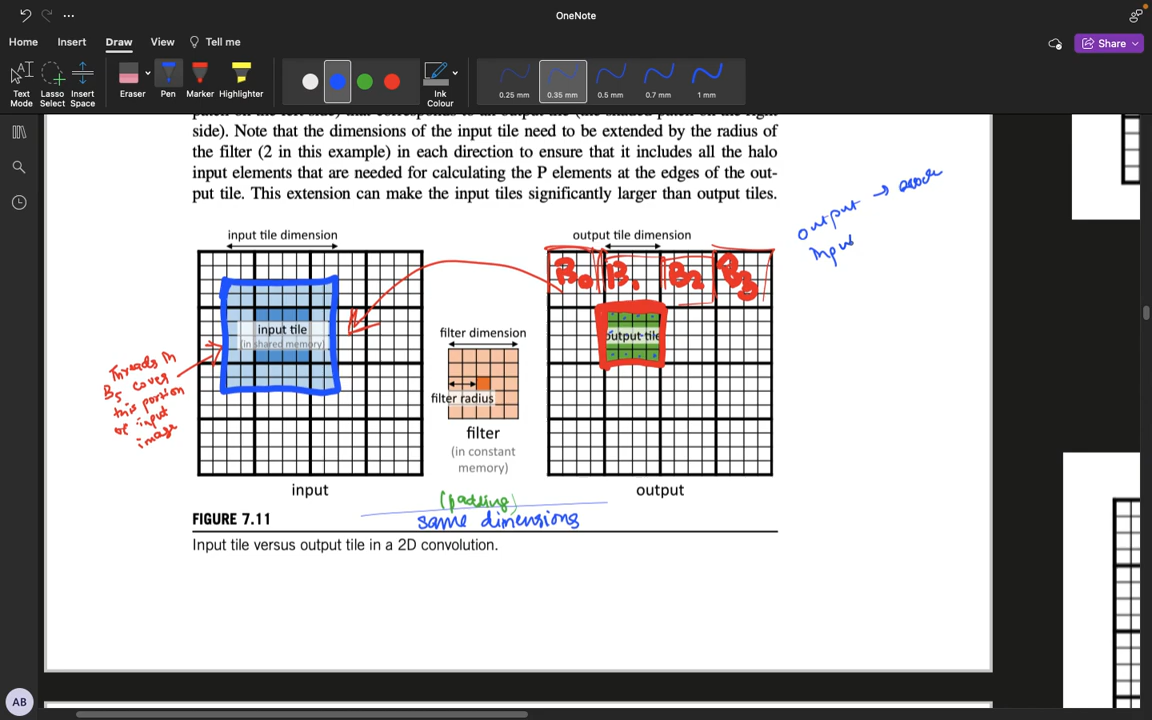 OneNote
Home Insert Draw View Tell me
Share
Text Mode
Lasso Select
Insert Space
Eraser
Pen
Marker
Highlighter
Ink Colour
0.25 mm
0.35 mm
0.5 mm
0.7 mm
1 mm
side). Note that the dimensions of the input tile need to be extended by the radius of
the filter (2 in this example) in each direction to ensure that it includes all the halo
input elements that are needed for calculating the P elements at the edges of the out-
put tile. This extension can make the input tiles significantly larger than output tiles.
output →
input
input tile dimension
output tile dimension
B0 B1 B2 B3
input tile
(in shared memory)
output tile
filter dimension
filter radius
filter
(in constant
memory)
Threads in
B5 cover
this portion
of input
image
input
output
(padding)
same dimensions
FIGURE 7.11
Input tile versus output tile in a 2D convolution.
AB